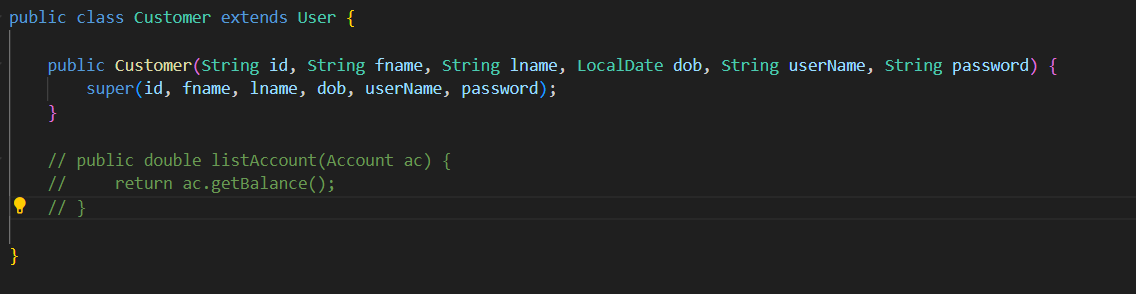 public class Customer extends User {
public Customer(String id, String fname, String lname, LocalDate dob, String userName, String password) {
super(id, fname, lname, dob, userName, password);
}
// public double listAccount(Account ac) {
//     return ac.getBalance();
// }
}